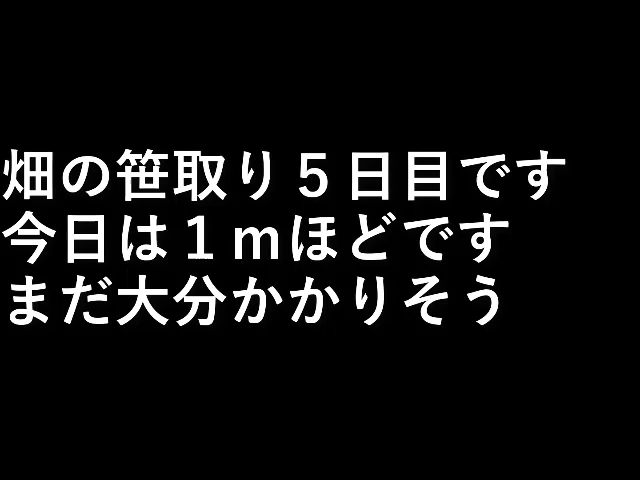 畑の笹取り５日目です
今日は１ｍほどです
まだ大分かかりそう